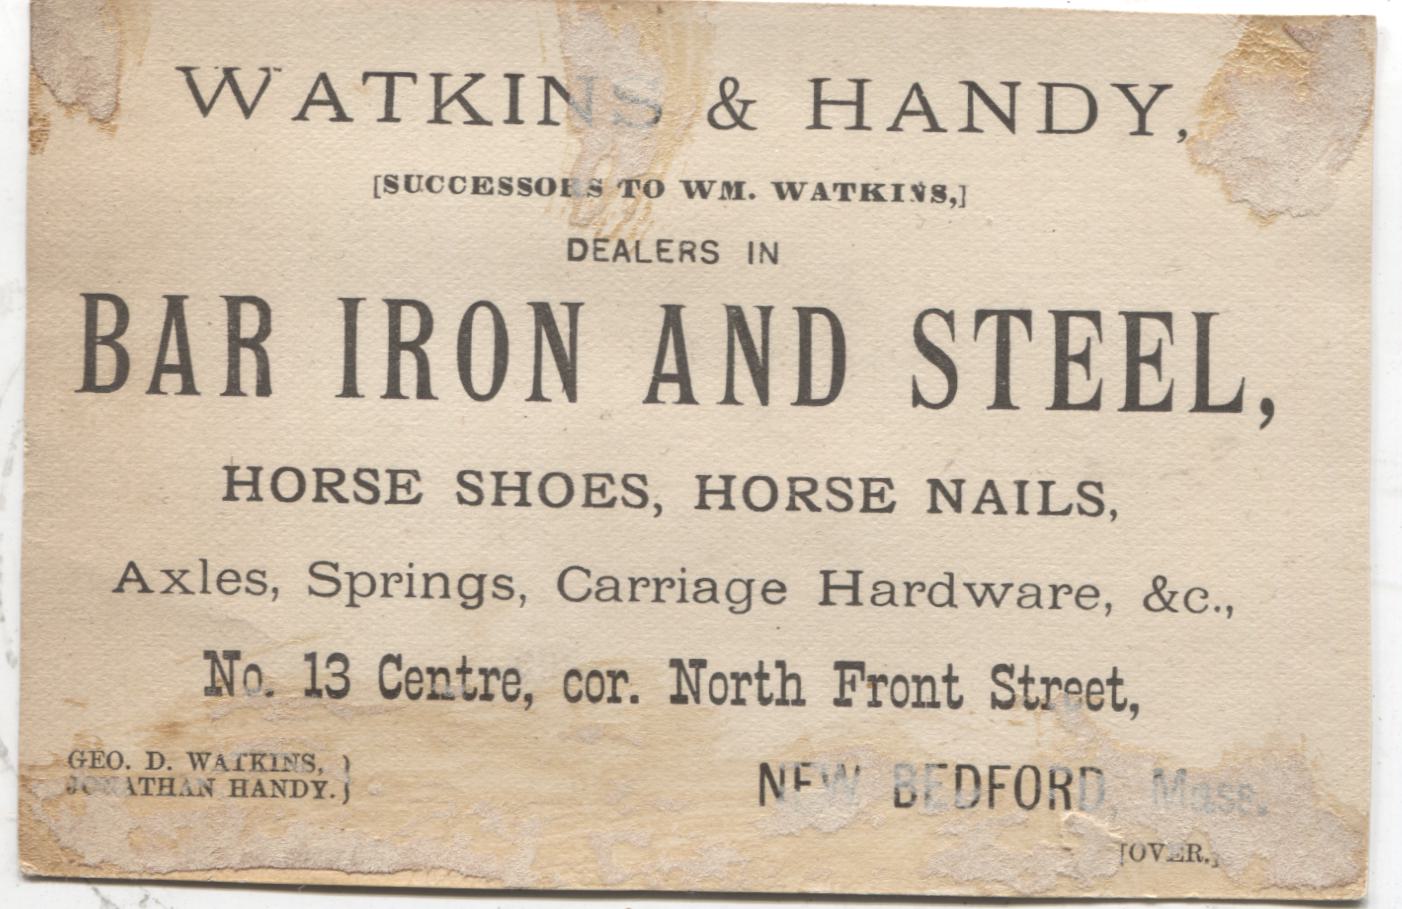 WATKINS & HANDY,
[SUCCESSORS TO WM. WATKINS,]
DEALERS IN
BAR IRON AND STEEL,
HORSE SHOES, HORSE NAILS,
Axles, Springs, Carriage Hardware, &c.,
No. 13 Centre, cor. North Front Street,
GEO. D. WATKINS, }
JONATHAN HANDY. }
NEW BEDFORD, Mass.
[OVER.]